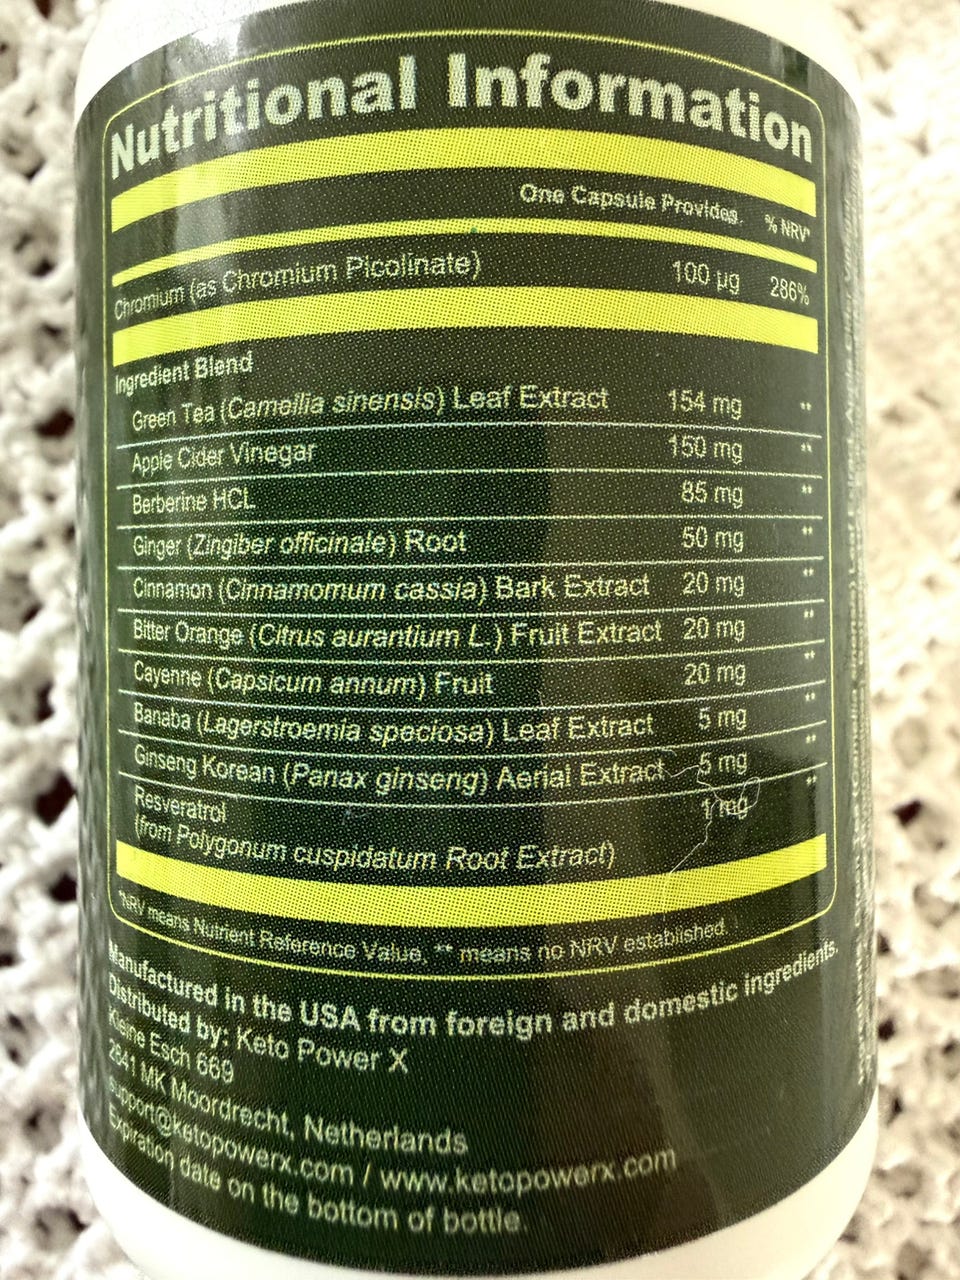 Nutritional Information
One Capsule Provides. % NRV*
Chromium (as Chromium Picolinate) 100 µg 286%
Ingredient Blend
Green Tea (Camellia sinensis) Leaf Extract 154 mg **
Apple Cider Vinegar 150 mg **
Berberine HCL 85 mg **
Ginger (Zingiber officinale) Root 50 mg **
Cinnamon (Cinnamomum cassia) Bark Extract 20 mg **
Bitter Orange (Citrus aurantium L.) Fruit Extract 20 mg **
Cayenne (Capsicum annum) Fruit 20 mg **
Banaba (Lagerstroemia speciosa) Leaf Extract 5 mg **
Ginseng Korean (Panax ginseng) Aerial Extract 5 mg **
Resveratrol 1 mg **
(from Polygonum cuspidatum Root Extract)
*NRV means Nutrient Reference Value, ** means no NRV established.
Manufactured in the USA from foreign and domestic ingredients.
Distributed by: Keto Power X
Kleine Esch 669
2841 MK Moordrecht, Netherlands
support@ketopowerx.com / www.ketopowerx.com
Expiration date on the bottom of bottle.